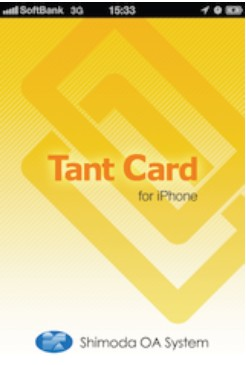 SoftBank 3G 15:33
Tant Card
for iPhone
Shimoda OA System